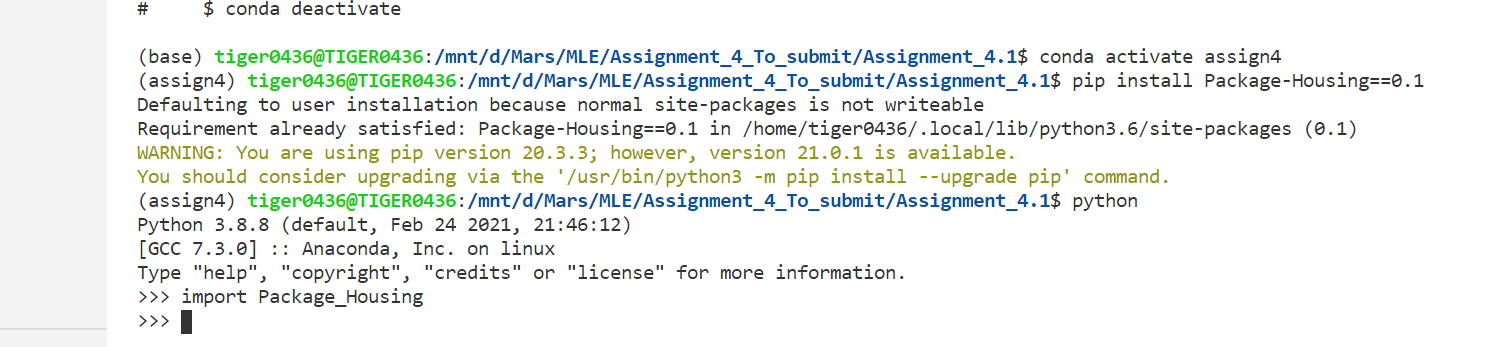 #     $ conda deactivate
(base) tiger0436@TIGER0436:/mnt/d/Mars/MLE/Assignment_4_To_submit/Assignment_4.1$ conda activate assign4
(assign4) tiger0436@TIGER0436:/mnt/d/Mars/MLE/Assignment_4_To_submit/Assignment_4.1$ pip install Package-Housing==0.1
Defaulting to user installation because normal site-packages is not writeable
Requirement already satisfied: Package-Housing==0.1 in /home/tiger0436/.local/lib/python3.6/site-packages (0.1)
WARNING: You are using pip version 20.3.3; however, version 21.0.1 is available.
You should consider upgrading via the '/usr/bin/python3 -m pip install --upgrade pip' command.
(assign4) tiger0436@TIGER0436:/mnt/d/Mars/MLE/Assignment_4_To_submit/Assignment_4.1$ python
Python 3.8.8 (default, Feb 24 2021, 21:46:12)
[GCC 7.3.0] :: Anaconda, Inc. on linux
Type "help", "copyright", "credits" or "license" for more information.
>>> import Package_Housing
>>>